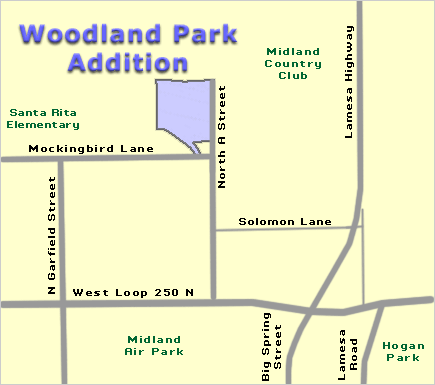 Woodland Park
Addition
Midland
Country
Club
Lamesa Highway
Santa Rita
Elementary
North A Street
Mockingbird Lane
N Garfield Street
Solomon Lane
West Loop 250 N
Midland
Air Park
Big Spring
Street
Lamesa
Road
Hogan
Park